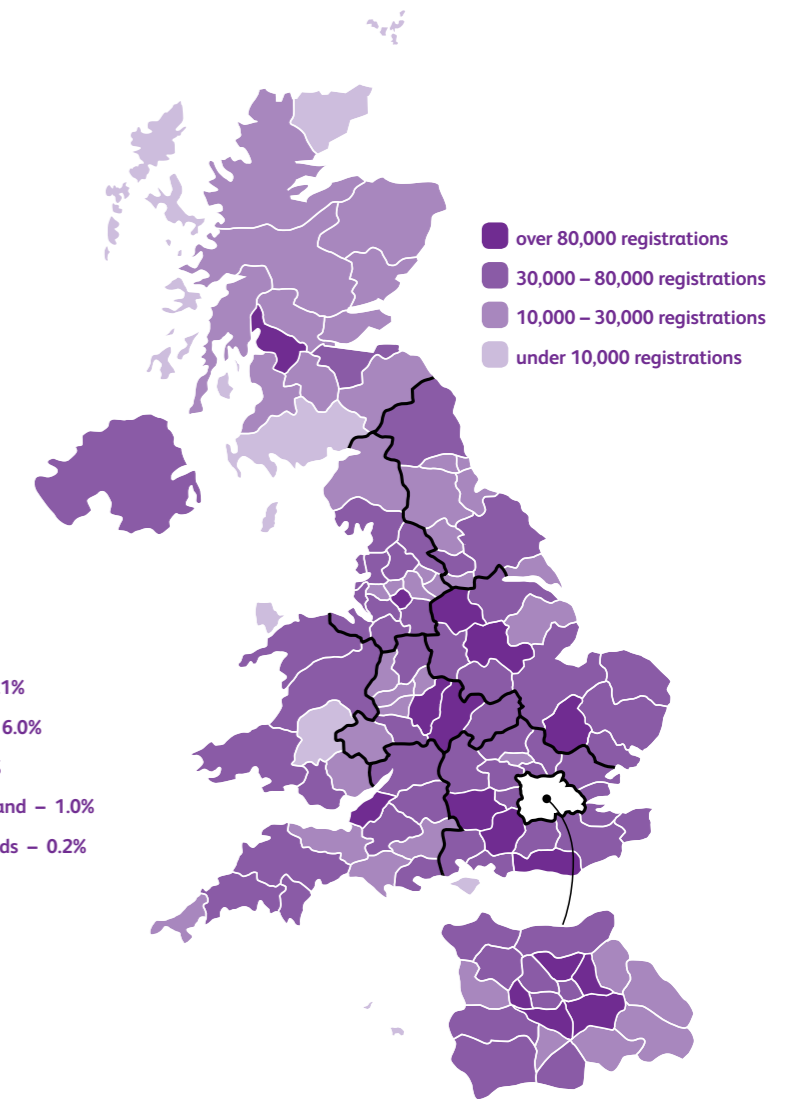 over 80,000 registrations
30,000 – 80,000 registrations
10,000 – 30,000 registrations
under 10,000 registrations
1%
6.0%
and – 1.0%
ds – 0.2%